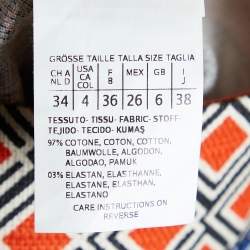 GRÖSSE TAILLE TALLA SIZE TAGLIA
CH A NL D USA CA COL F B MEX GB I J
34 4 36 26 6 38
TESSUTO- TISSU- FABRIC- STOFF-
TEJIDO- TECIDO- KUMAŞ
97% COTONE, COTON, COTTON,
BAUMWOLLE, ALGODON,
ALGODAO, PAMUK
03% ELASTAN, ELASTHANNE,
ELASTANE, ELASTHAN,
ELASTANO
CARE INSTRUCTIONS ON
REVERSE